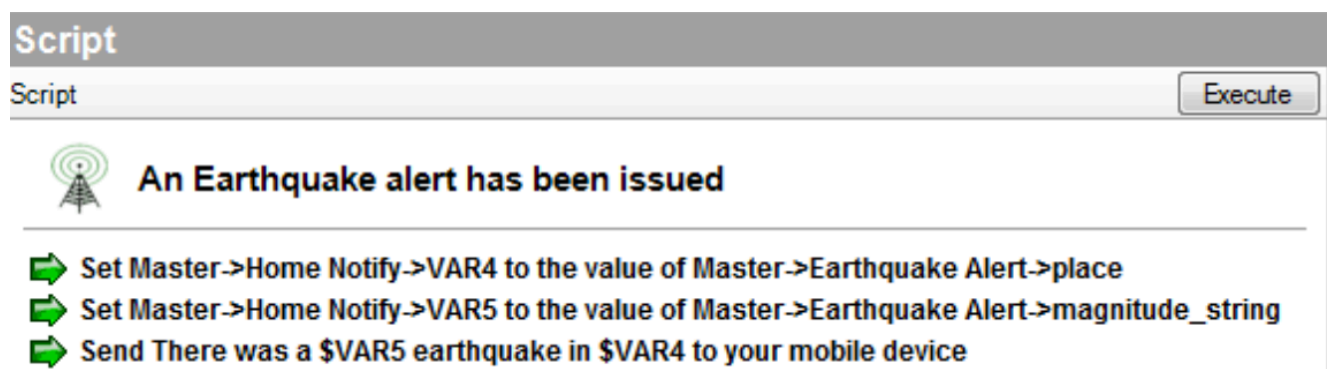 Script
Script Execute
An Earthquake alert has been issued
Set Master->Home Notify->VAR4 to the value of Master->Earthquake Alert->place
Set Master->Home Notify->VAR5 to the value of Master->Earthquake Alert->magnitude_string
Send There was a $VAR5 earthquake in $VAR4 to your mobile device